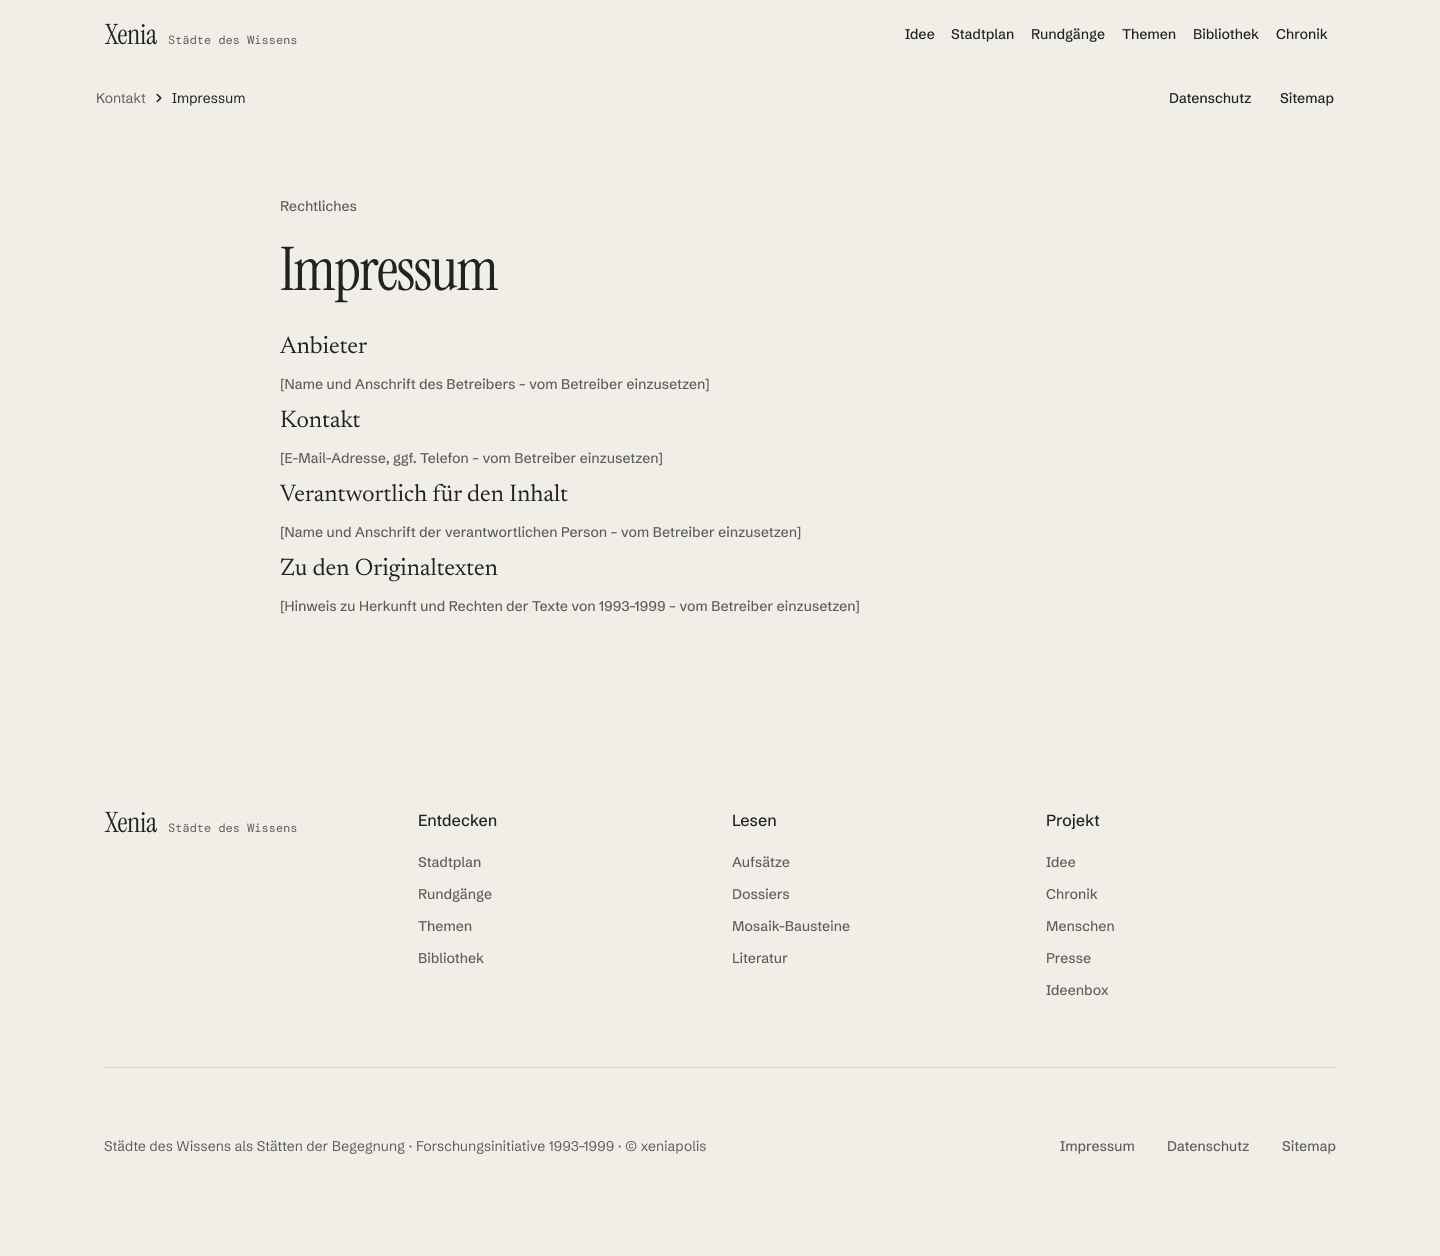 Xenia Städte des Wissens
Idee Stadtplan Rundgänge Themen Bibliothek Chronik
Kontakt > Impressum
Datenschutz Sitemap
Rechtliches
Impressum
Anbieter
[Name und Anschrift des Betreibers – vom Betreiber einzusetzen]
Kontakt
[E-Mail-Adresse, ggf. Telefon – vom Betreiber einzusetzen]
Verantwortlich für den Inhalt
[Name und Anschrift der verantwortlichen Person – vom Betreiber einzusetzen]
Zu den Originaltexten
[Hinweis zu Herkunft und Rechten der Texte von 1993–1999 – vom Betreiber einzusetzen]
Xenia Städte des Wissens
Entdecken
Stadtplan
Rundgänge
Themen
Bibliothek
Lesen
Aufsätze
Dossiers
Mosaik-Bausteine
Literatur
Projekt
Idee
Chronik
Menschen
Presse
Ideenbox
Städte des Wissens als Stätten der Begegnung · Forschungsinitiative 1993–1999 · © xeniapolis
Impressum Datenschutz Sitemap